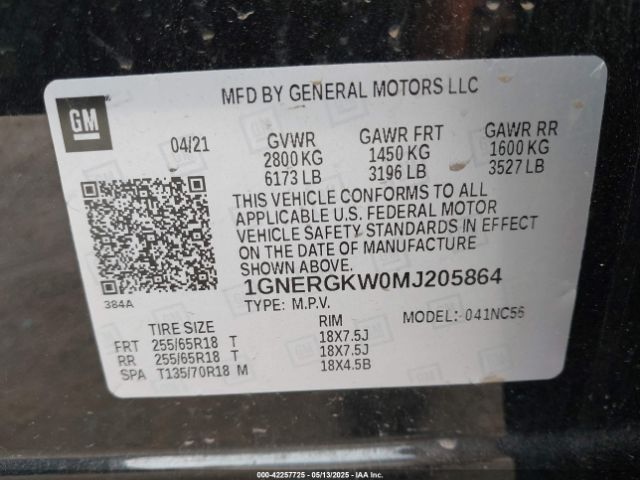 MFD BY GENERAL MOTORS LLC
GM
04/21 GVWR GAWR FRT GAWR RR
2800 KG 1450 KG 1600 KG
6173 LB 3196 LB 3527 LB
THIS VEHICLE CONFORMS TO ALL
APPLICABLE U.S. FEDERAL MOTOR
VEHICLE SAFETY STANDARDS IN EFFECT
ON THE DATE OF MANUFACTURE
SHOWN ABOVE.
384A
1GNERGKW0MJ205864
TYPE: M.P.V. MODEL: 041NC56
TIRE SIZE RIM
FRT 255/65R18 T 18X7.5J
RR 255/65R18 T 18X7.5J
SPA T135/70R18 M 18X4.5B
000-42257725 - 05/13/2025 - IAA, Inc.